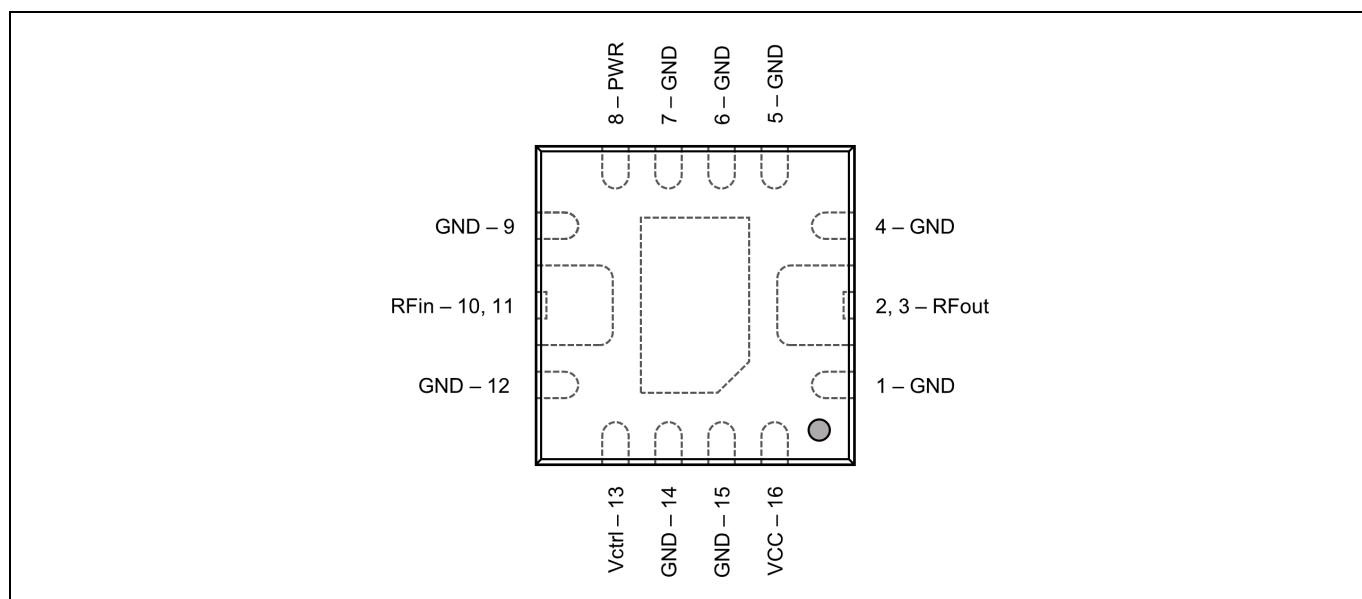 8 – PWR
7 – GND
6 – GND
5 – GND
GND – 9
4 – GND
RFin – 10, 11
2, 3 – RFout
GND – 12
1 – GND
Vctrl – 13
GND – 14
GND – 15
VCC – 16